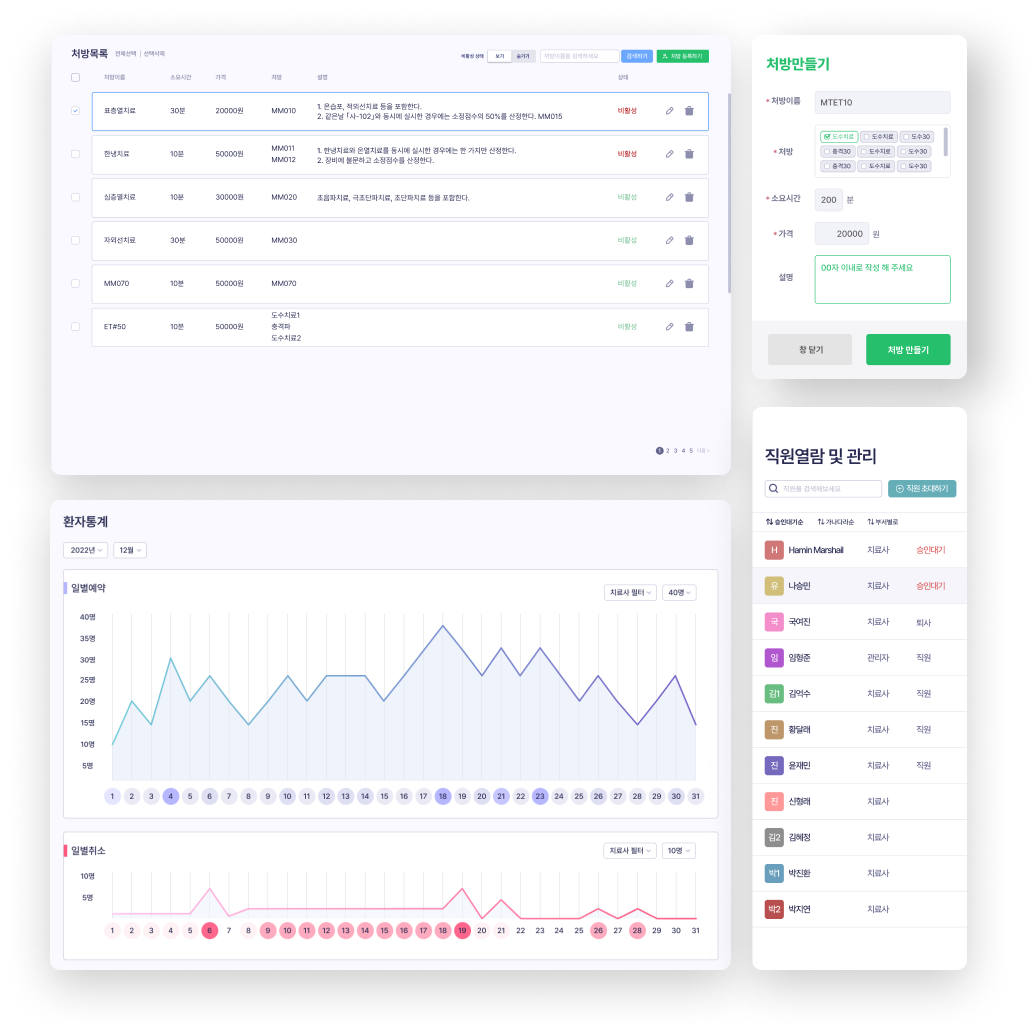 처방목록 전체선택 | 선택삭제
비활성 상태 보기 숨기기 처방이름을 검색하세요 검색하기 처방 등록하기
처방이름 소요시간 가격 처방 설명 상태
표층열치료 30분 20000원 MM010 1. 온습포, 적외선치료 등을 포함한다. 비활성
2. 같은날 「사-102」와 동시에 실시한 경우에는 소정점수의 50%를 산정한다. MM015
한냉치료 10분 50000원 MM011 1. 한냉치료와 온열치료를 동시에 실시한 경우에는 한 가지만 산정한다. 비활성
MM012 2. 장비에 불문하고 소정점수를 산정한다.
심층열치료 10분 30000원 MM020 초음파치료, 극초단파치료, 초단파치료 등을 포함한다. 비활성
자외선치료 30분 50000원 MM030 비활성
MM070 10분 50000원 MM070 비활성
도수치료1
ET#50 10분 50000원 충격파 비활성
도수치료2
1 2 3 4 5 다음 >
처방만들기
* 처방이름 MTET10
도수치료 도수치료 도수30
* 처방 충격30 도수치료 도수30
충격30 도수치료 도수30
* 소요시간 200 분
* 가격 20000 원
설명 00자 이내로 작성 해 주세요
창 닫기 처방 만들기
환자통계
2022년 12월
일별예약 치료사 필터 40명
40명
35명
30명
25명
20명
15명
10명
5명
1 2 3 4 5 6 7 8 9 10 11 12 13 14 15 16 17 18 19 20 21 22 23 24 25 26 27 28 29 30 31
일별취소 치료사 필터 10명
10명
5명
1 2 3 4 5 6 7 8 9 10 11 12 13 14 15 16 17 18 19 20 21 22 23 24 25 26 27 28 29 30 31
직원열람 및 관리
직원을 검색해보세요 직원 초대하기
승인대기순 가나다라순 부서별로
H Hamin Marshail 치료사 승인대기
유 나승민 치료사 승인대기
국 국여진 치료사 퇴사
임 임형준 관리자 직원
김1 김억수 치료사 직원
진 황달래 치료사 직원
진 윤재민 치료사 직원
진 신형래 치료사
김2 김혜정 치료사
박1 박진환 치료사
박2 박지연 치료사